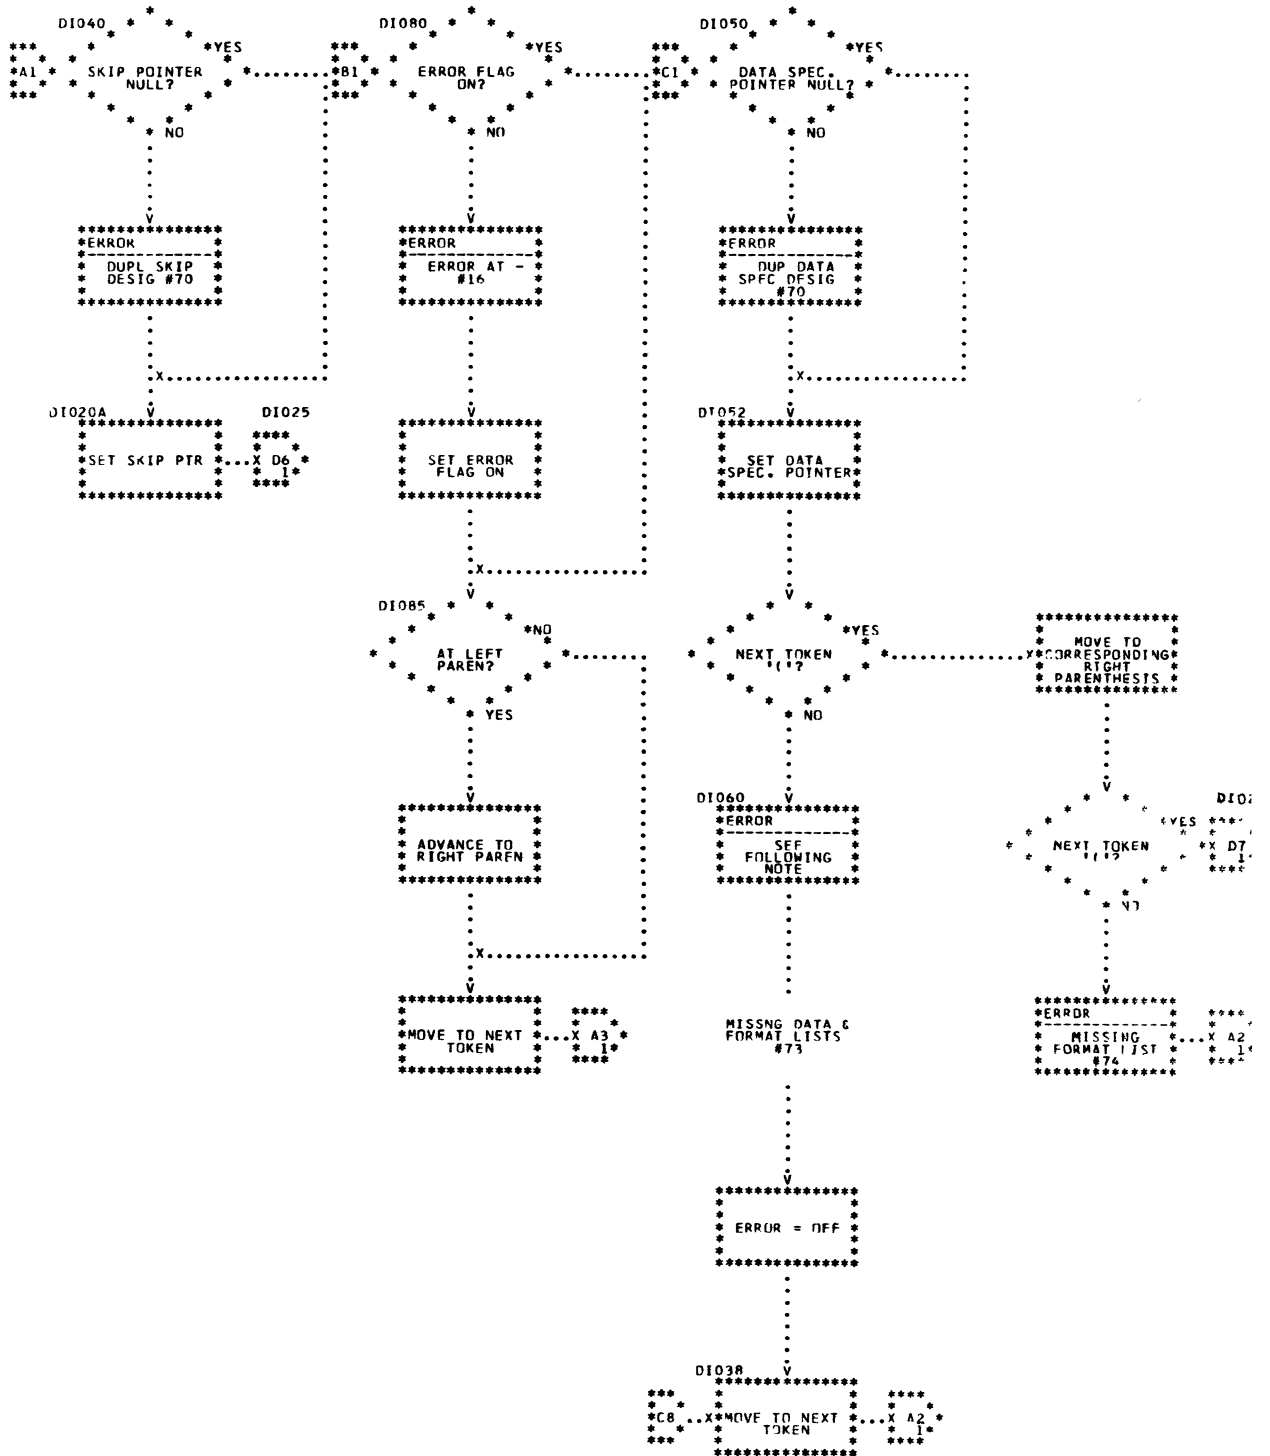 DI040
YES
A1
SKIP POINTER
NULL?
NO
ERROR
DUPL SKIP
DESIG #70
DI020A
SET SKIP PTR
DI025
X D6
1
DI080
YES
B1
ERROR FLAG
ON?
NO
ERROR
ERROR AT -
#16
SET ERROR
FLAG ON
X
DI085
NO
AT LEFT
PAREN?
YES
ADVANCE TO
RIGHT PAREN
X
MOVE TO NEXT
TOKEN
X A3
1
DI050
YES
C1
DATA SPEC.
POINTER NULL?
NO
ERROR
DUP DATA
SPEC DESIG
#70
X
DI052
SET DATA
SPEC. POINTER
YES
NEXT TOKEN
'('?
NO
DI060
ERROR
SEE
FOLLOWING
NOTE
MISSNG DATA &
FORMAT LISTS
#73
ERROR = OFF
DI038
C8
X
MOVE TO NEXT
TOKEN
X A2
1
MOVE TO
CORRESPONDING
RIGHT
PARENTHESIS
YES
NEXT TOKEN
'('?
NO
X D7
1
ERROR
MISSING
FORMAT LIST
#74
X A2
1